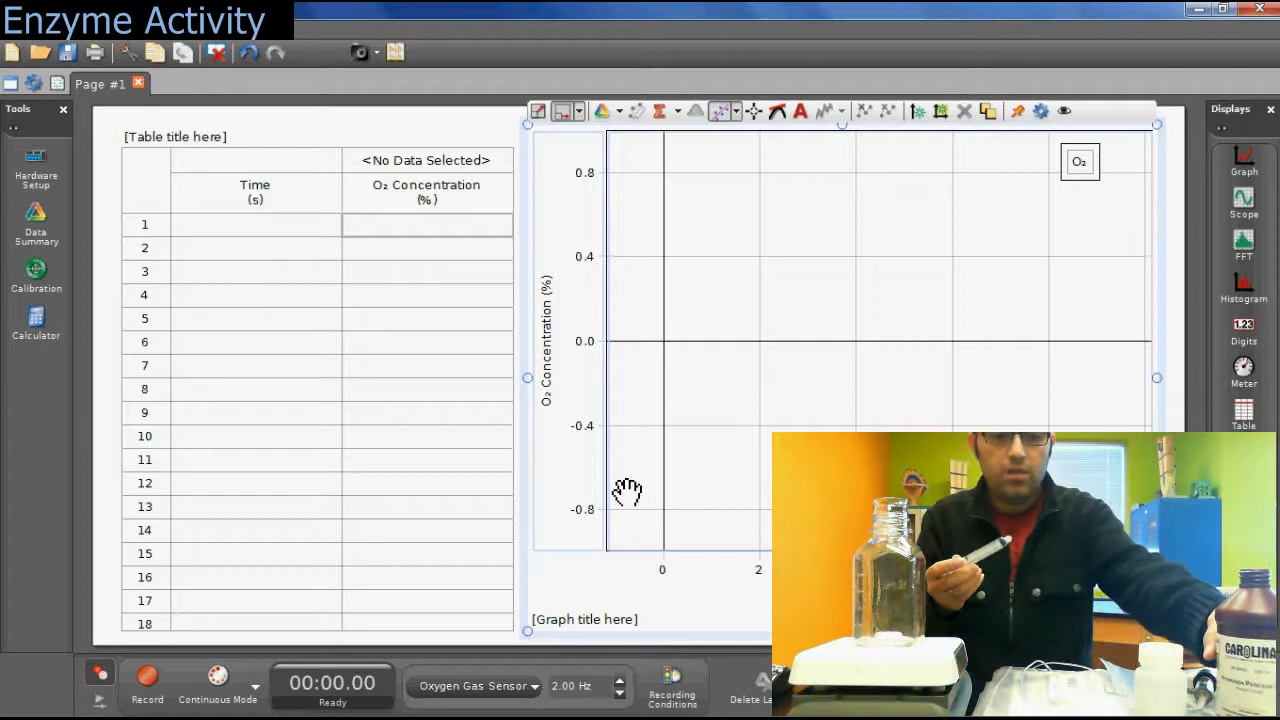 Enzyme Activity
Page #1
Tools
Hardware
Setup
Data
Summary
Calibration
Calculator
[Table title here]
<No Data Selected>
Time
(s)
O₂ Concentration
(%)
1
2
3
4
5
6
7
8
9
10
11
12
13
14
15
16
17
18
O₂ Concentration (%)
0.8
0.4
0.0
-0.4
-0.8
0
2
O₂
[Graph title here]
Displays
Graph
Scope
FFT
Histogram
1.23
Digits
Meter
Table
Record
Continuous Mode
00:00.00
Ready
Oxygen Gas Sensor
2.00 Hz
Recording
Conditions
Delete La
CAROLINA